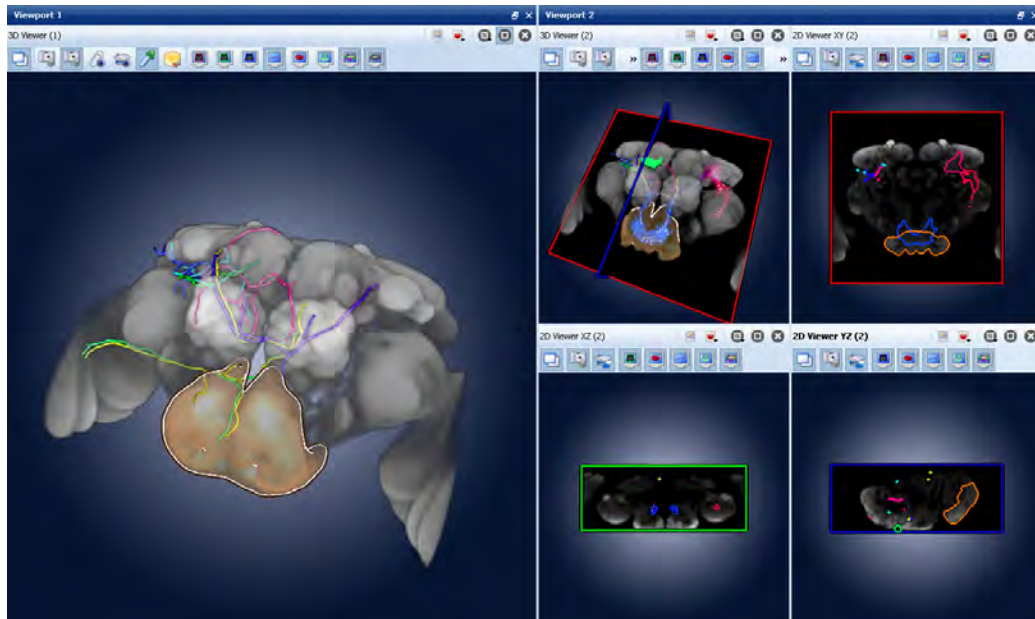 Viewport 1
3D Viewer (1)
Viewport 2
3D Viewer (2)
2D Viewer XY (2)
2D Viewer XZ (2)
2D Viewer YZ (2)